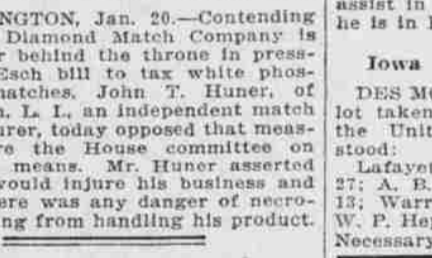 NGTON, Jan. 20.—Contending
Diamond Match Company is
r behind the throne in press-
Esch bill to tax white phos-
matches, John T. Huner, of
L. I., an independent match
urer, today opposed that meas-
re the House committee on
means. Mr. Huner asserted
would injure his business and
ere was any danger of necro-
ng from handling his product.
assist in
he is in
Iowa
DES MO
lot taken
the Unit
stood:
Lafayet
27; A. B.
13; Warr
W. P. He
Necessary